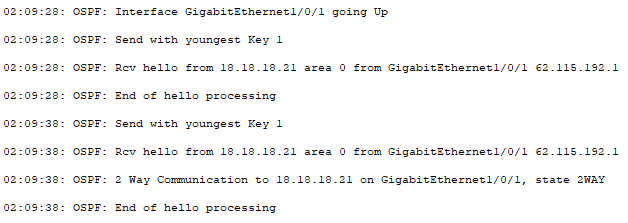 02:09:28: OSPF: Interface GigabitEthernet1/0/1 going Up
02:09:28: OSPF: Send with youngest Key 1
02:09:28: OSPF: Rcv hello from 18.18.18.21 area 0 from GigabitEthernet1/0/1 62.115.192.1
02:09:28: OSPF: End of hello processing
02:09:38: OSPF: Send with youngest Key 1
02:09:38: OSPF: Rcv hello from 18.18.18.21 area 0 from GigabitEthernet1/0/1 62.115.192.1
02:09:38: OSPF: 2 Way Communication to 18.18.18.21 on GigabitEthernet1/0/1, state 2WAY
02:09:38: OSPF: End of hello processing